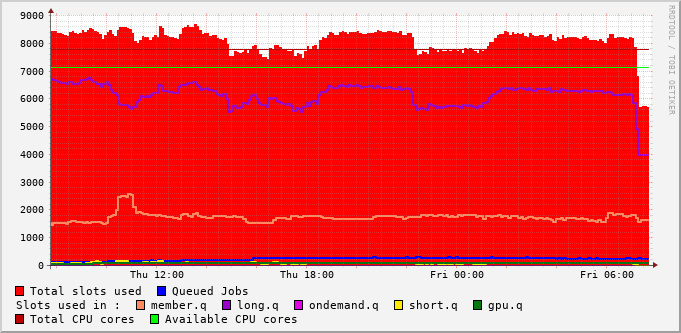 9000
8000
7000
6000
5000
4000
3000
2000
1000
0
Thu 12:00 Thu 18:00 Fri 00:00 Fri 06:00
RRDTOOL / TOBI OETIKER
Total slots used Queued Jobs
Slots used in : member.q long.q ondemand.q short.q gpu.q
Total CPU cores Available CPU cores